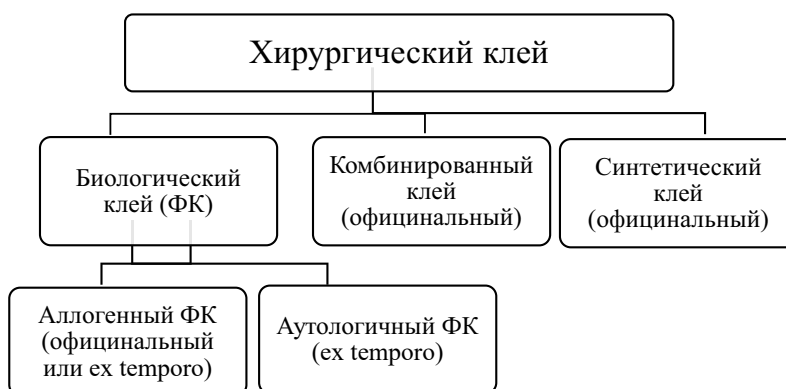 Хирургический клей
Биологический
клей (ФК)
Комбинированный
клей
(официнальный)
Синтетический
клей
(официнальный)
Аллогенный ФК
(официнальный
или ex temporo)
Аутологичный ФК
(ex temporo)